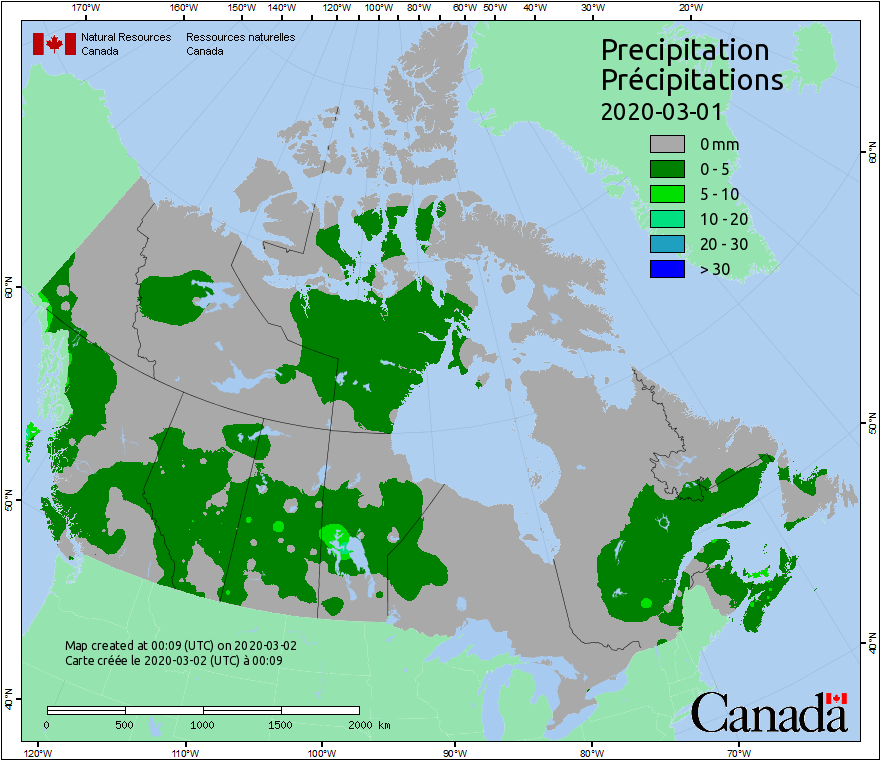 170°W 160°W 150°W 140°W 120°W 100°W 80°W 60°W 50°W 40°W 30°W 20°W
Natural Resources Ressources naturelles
Canada Canada
Precipitation
Précipitations
2020-03-01
0 mm
0 - 5
5 - 10
10 - 20
20 - 30
> 30
60°N
60°N
50°N
50°N
40°N
40°N
Map created at 00:09 (UTC) on 2020-03-02
Carte créée le 2020-03-02 (UTC) à 00:09
0 500 1000 1500 2000 km
Canada
120°W 110°W 100°W 90°W 80°W 70°W